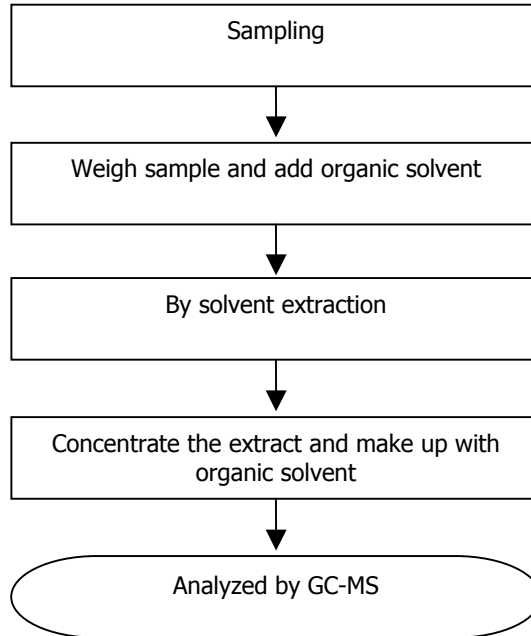 Sampling
Weigh sample and add organic solvent
By solvent extraction
Concentrate the extract and make up with
organic solvent
Analyzed by GC-MS